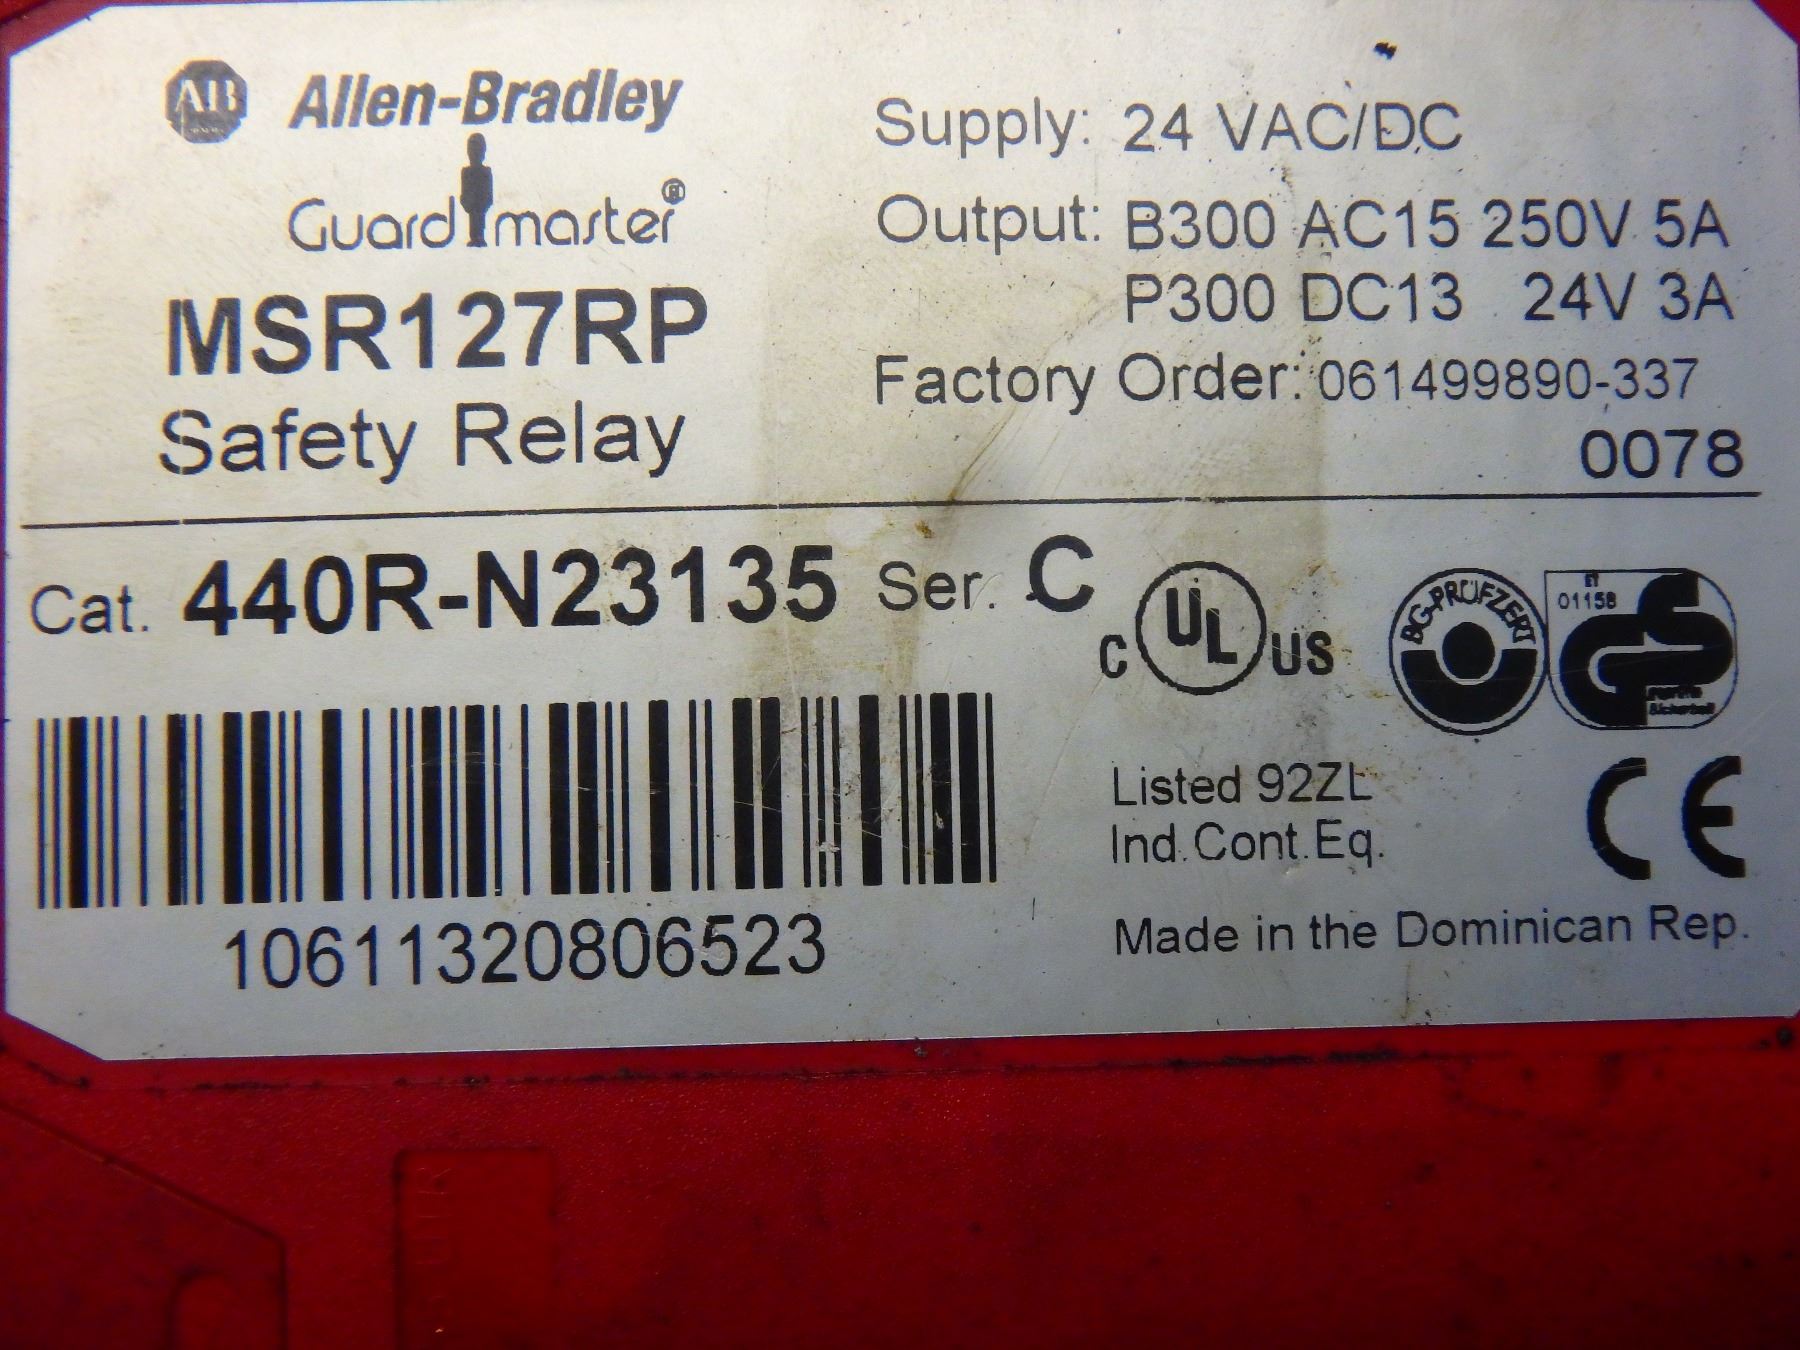 AB Allen-Bradley
Guardmaster®
MSR127RP
Safety Relay
Supply: 24 VAC/DC
Output: B300 AC15 250V 5A
P300 DC13 24V 3A
Factory Order: 061499890-337
0078
Cat. 440R-N23135 Ser. C
C UL US
BG-PRÜFZERT
ET
01158
GS
10611320806523
Listed 92ZL
Ind.Cont.Eq.
CE
Made in the Dominican Rep.